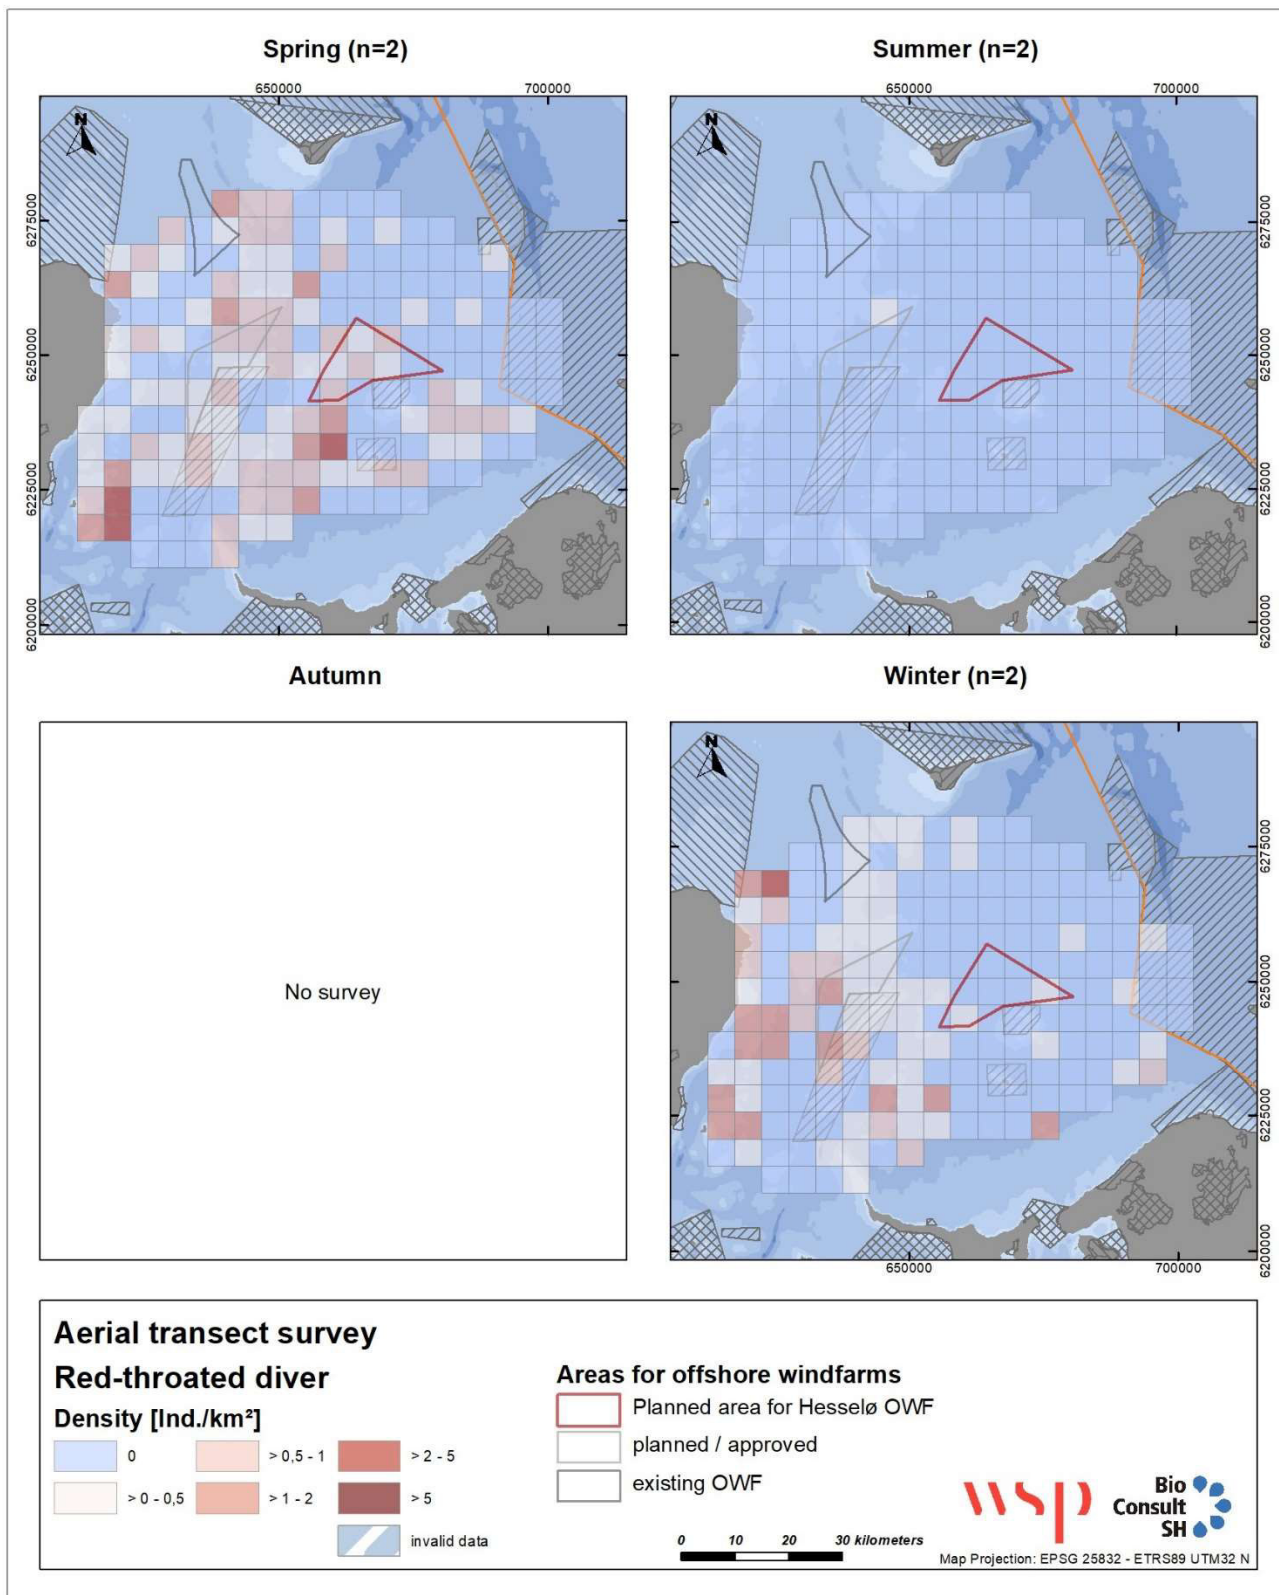 Spring (n=2)
Summer (n=2)
650000 700000
650000 700000
N
N
6275000
6250000
6225000
6200000
6275000
6250000
6225000
6200000
Autumn
Winter (n=2)
No survey
N
6275000
6250000
6225000
6200000
650000 700000
Aerial transect survey
Red-throated diver
Density [Ind./km²]
0
> 0,5 - 1
> 2 - 5
> 0 - 0,5
> 1 - 2
> 5
invalid data
Areas for offshore windfarms
Planned area for Hesselø OWF
planned / approved
existing OWF
0 10 20 30 kilometers
wsp
Bio
Consult
SH
Map Projection: EPSG 25832 - ETRS89 UTM32 N